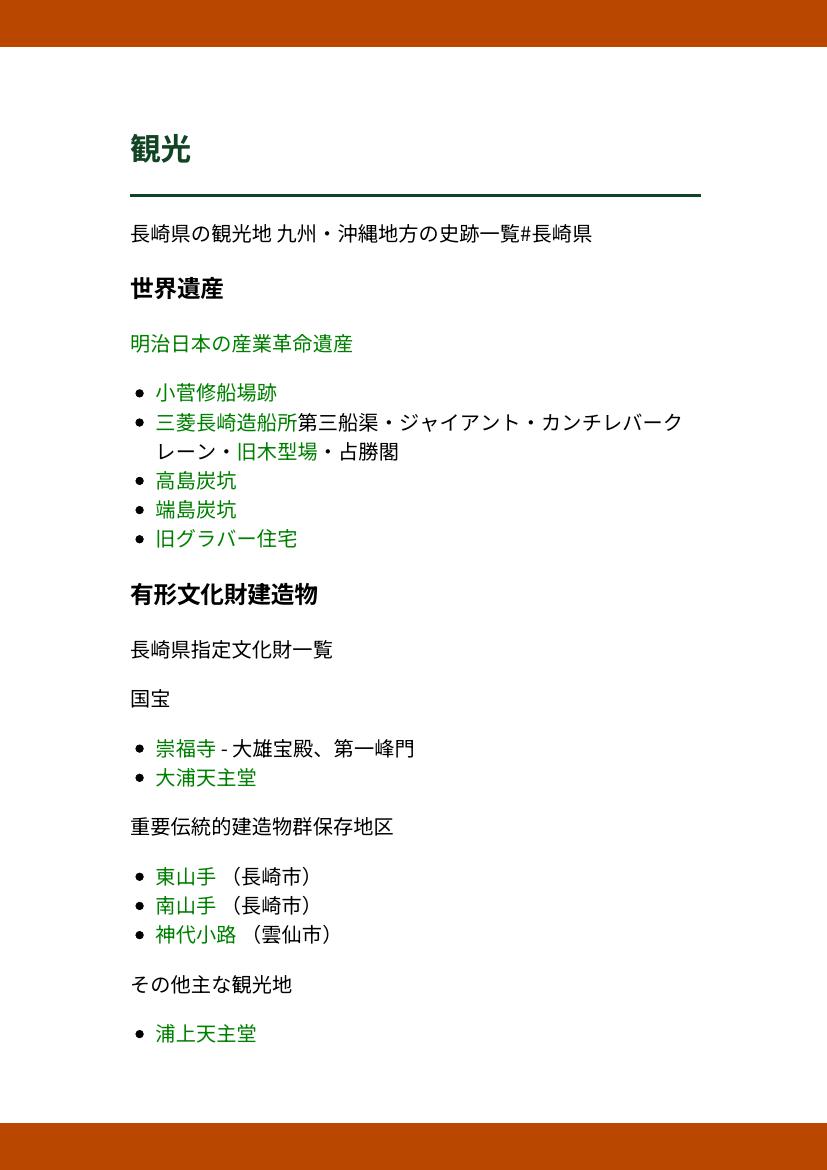 観光
長崎県の観光地 九州・沖縄地方の史跡一覧#長崎県
世界遺産
明治日本の産業革命遺産
小菅修船場跡
三菱長崎造船所第三船渠・ジャイアント・カンチレバーク
レーン・旧木型場・占勝閣
高島炭坑
端島炭坑
旧グラバー住宅
有形文化財建造物
長崎県指定文化財一覧
国宝
崇福寺 - 大雄宝殿、第一峰門
大浦天主堂
重要伝統的建造物群保存地区
東山手 （長崎市）
南山手 （長崎市）
神代小路 （雲仙市）
その他主な観光地
浦上天主堂